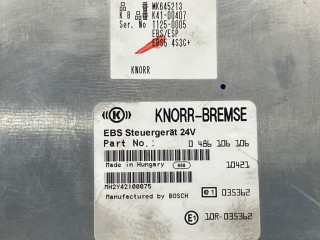 MK645213
K B K41-00407
Ser. No 1125-0005
EBS/ESP
EBS5 4S3C+
KNORR
KNORR-BREMSE
EBS Steuergerät 24V
Part No.: 0 486 106 106
Made in Hungary 10421
MH2Y42100075
Manufactured by BOSCH e1 035362
E1 10R-035362